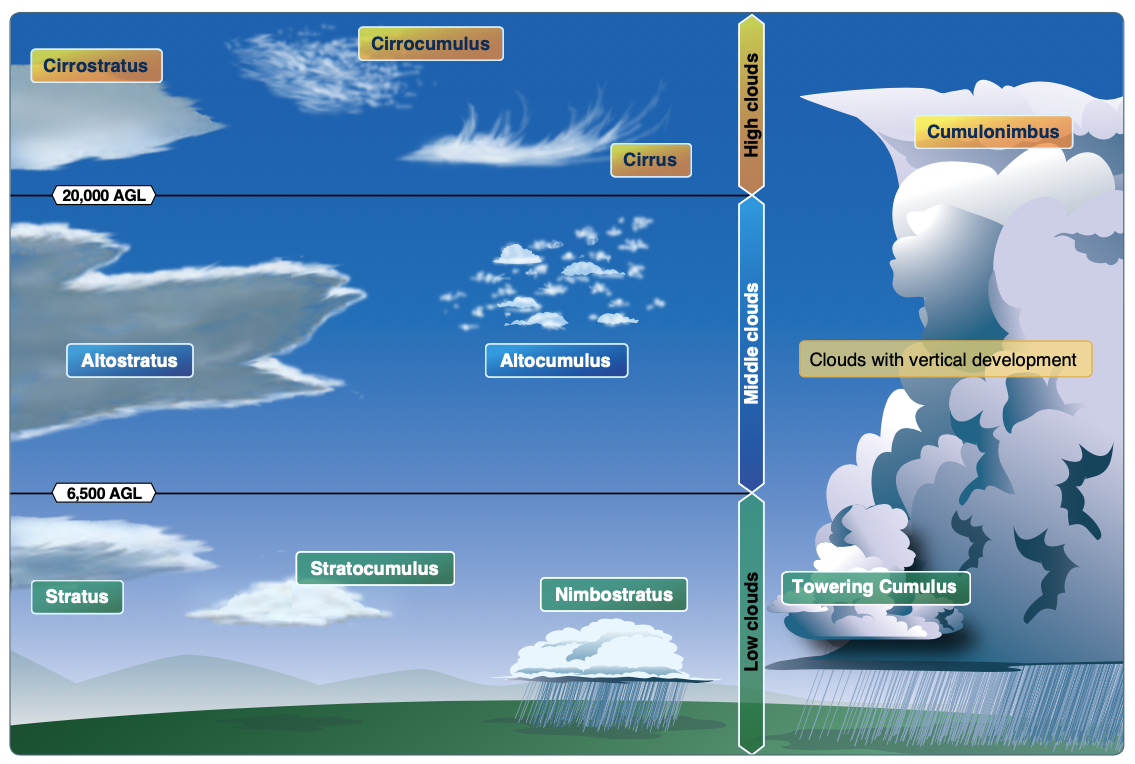 Cirrostratus
Cirrocumulus
Cirrus
High clouds
Cumulonimbus
20,000 AGL
Altostratus
Altocumulus
Middle clouds
Clouds with vertical development
6,500 AGL
Stratus
Stratocumulus
Nimbostratus
Low clouds
Towering Cumulus